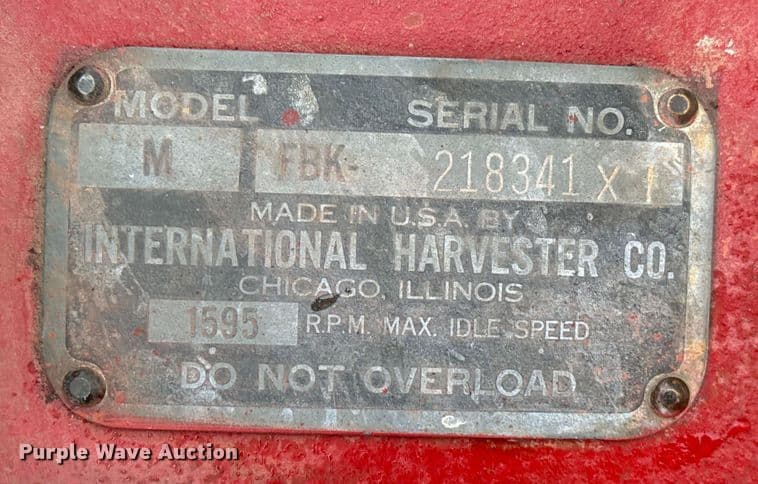 MODEL SERIAL NO.
M FBK- 218341 X 1
MADE IN U.S.A. BY
INTERNATIONAL HARVESTER CO.
CHICAGO, ILLINOIS
1595 R.P.M. MAX. IDLE SPEED
DO NOT OVERLOAD
Purple Wave Auction